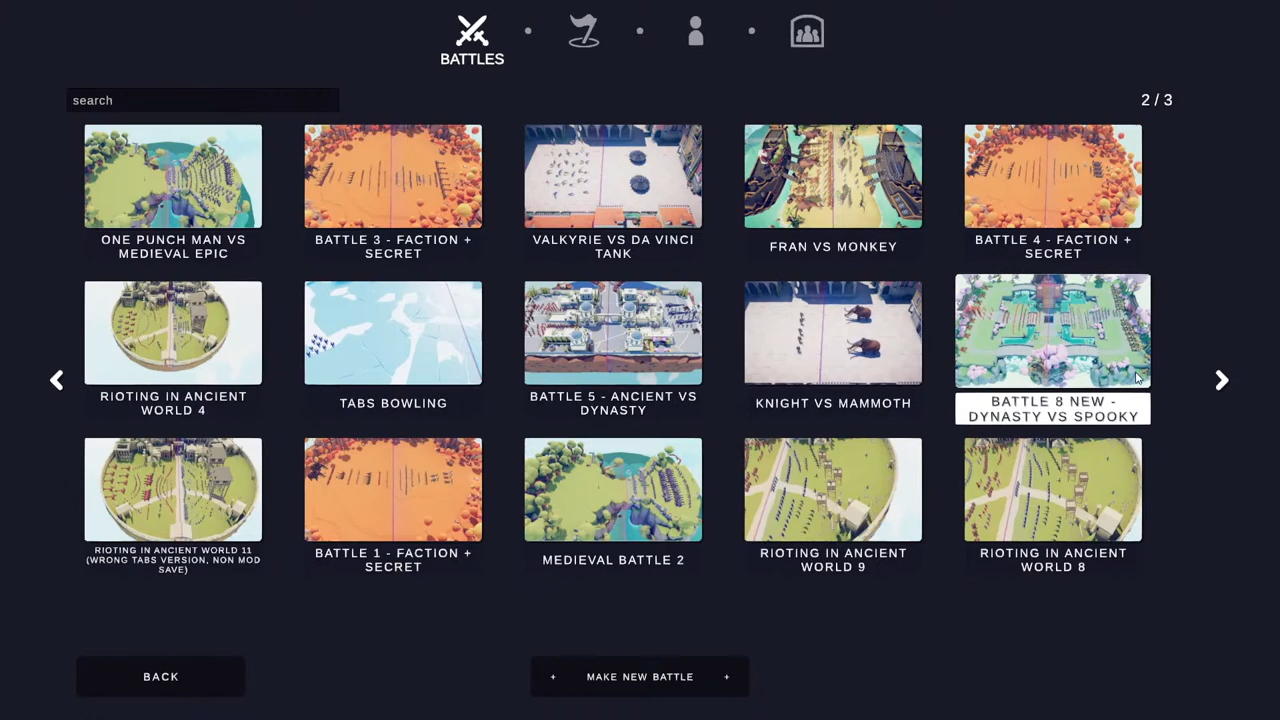 BATTLES
search
2 / 3
ONE PUNCH MAN VS
MEDIEVAL EPIC
BATTLE 3 - FACTION +
SECRET
VALKYRIE VS DA VINCI
TANK
FRAN VS MONKEY
BATTLE 4 - FACTION +
SECRET
RIOTING IN ANCIENT
WORLD 4
TABS BOWLING
BATTLE 5 - ANCIENT VS
DYNASTY
KNIGHT VS MAMMOTH
BATTLE 8 NEW -
DYNASTY VS SPOOKY
RIOTING IN ANCIENT WORLD 11
(WRONG TABS VERSION, NON MOD
SAVE)
BATTLE 1 - FACTION +
SECRET
MEDIEVAL BATTLE 2
RIOTING IN ANCIENT
WORLD 9
RIOTING IN ANCIENT
WORLD 8
BACK
+ MAKE NEW BATTLE +